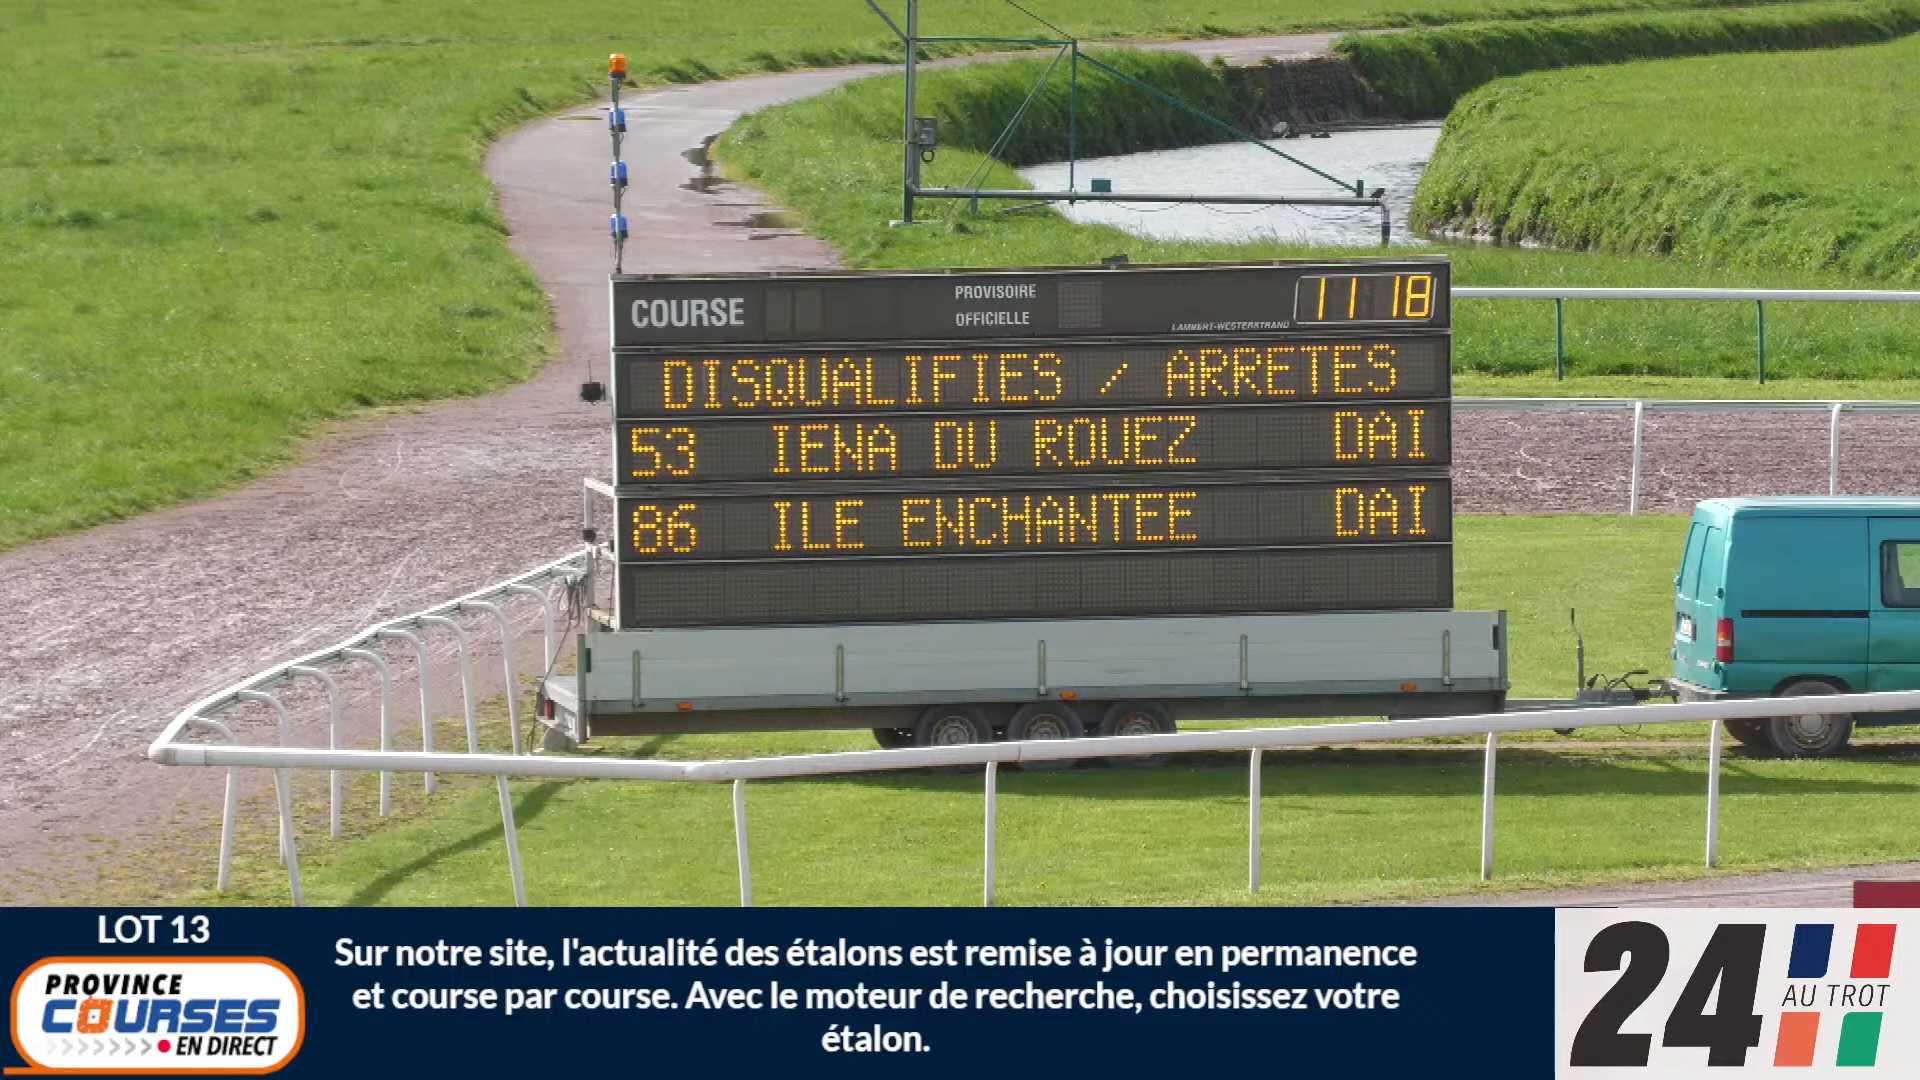 COURSE
PROVISOIRE
OFFICIELLE
LAMBERT-WESTERSTRAND
11 18
DISQUALIFIES / ARRETES
53 IENA DU ROUEZ DAI
86 ILE ENCHANTEE DAI
LOT 13
PROVINCE
COURSES
EN DIRECT
Sur notre site, l'actualité des étalons est remise à jour en permanence
et course par course. Avec le moteur de recherche, choisissez votre
étalon.
24
AU TROT